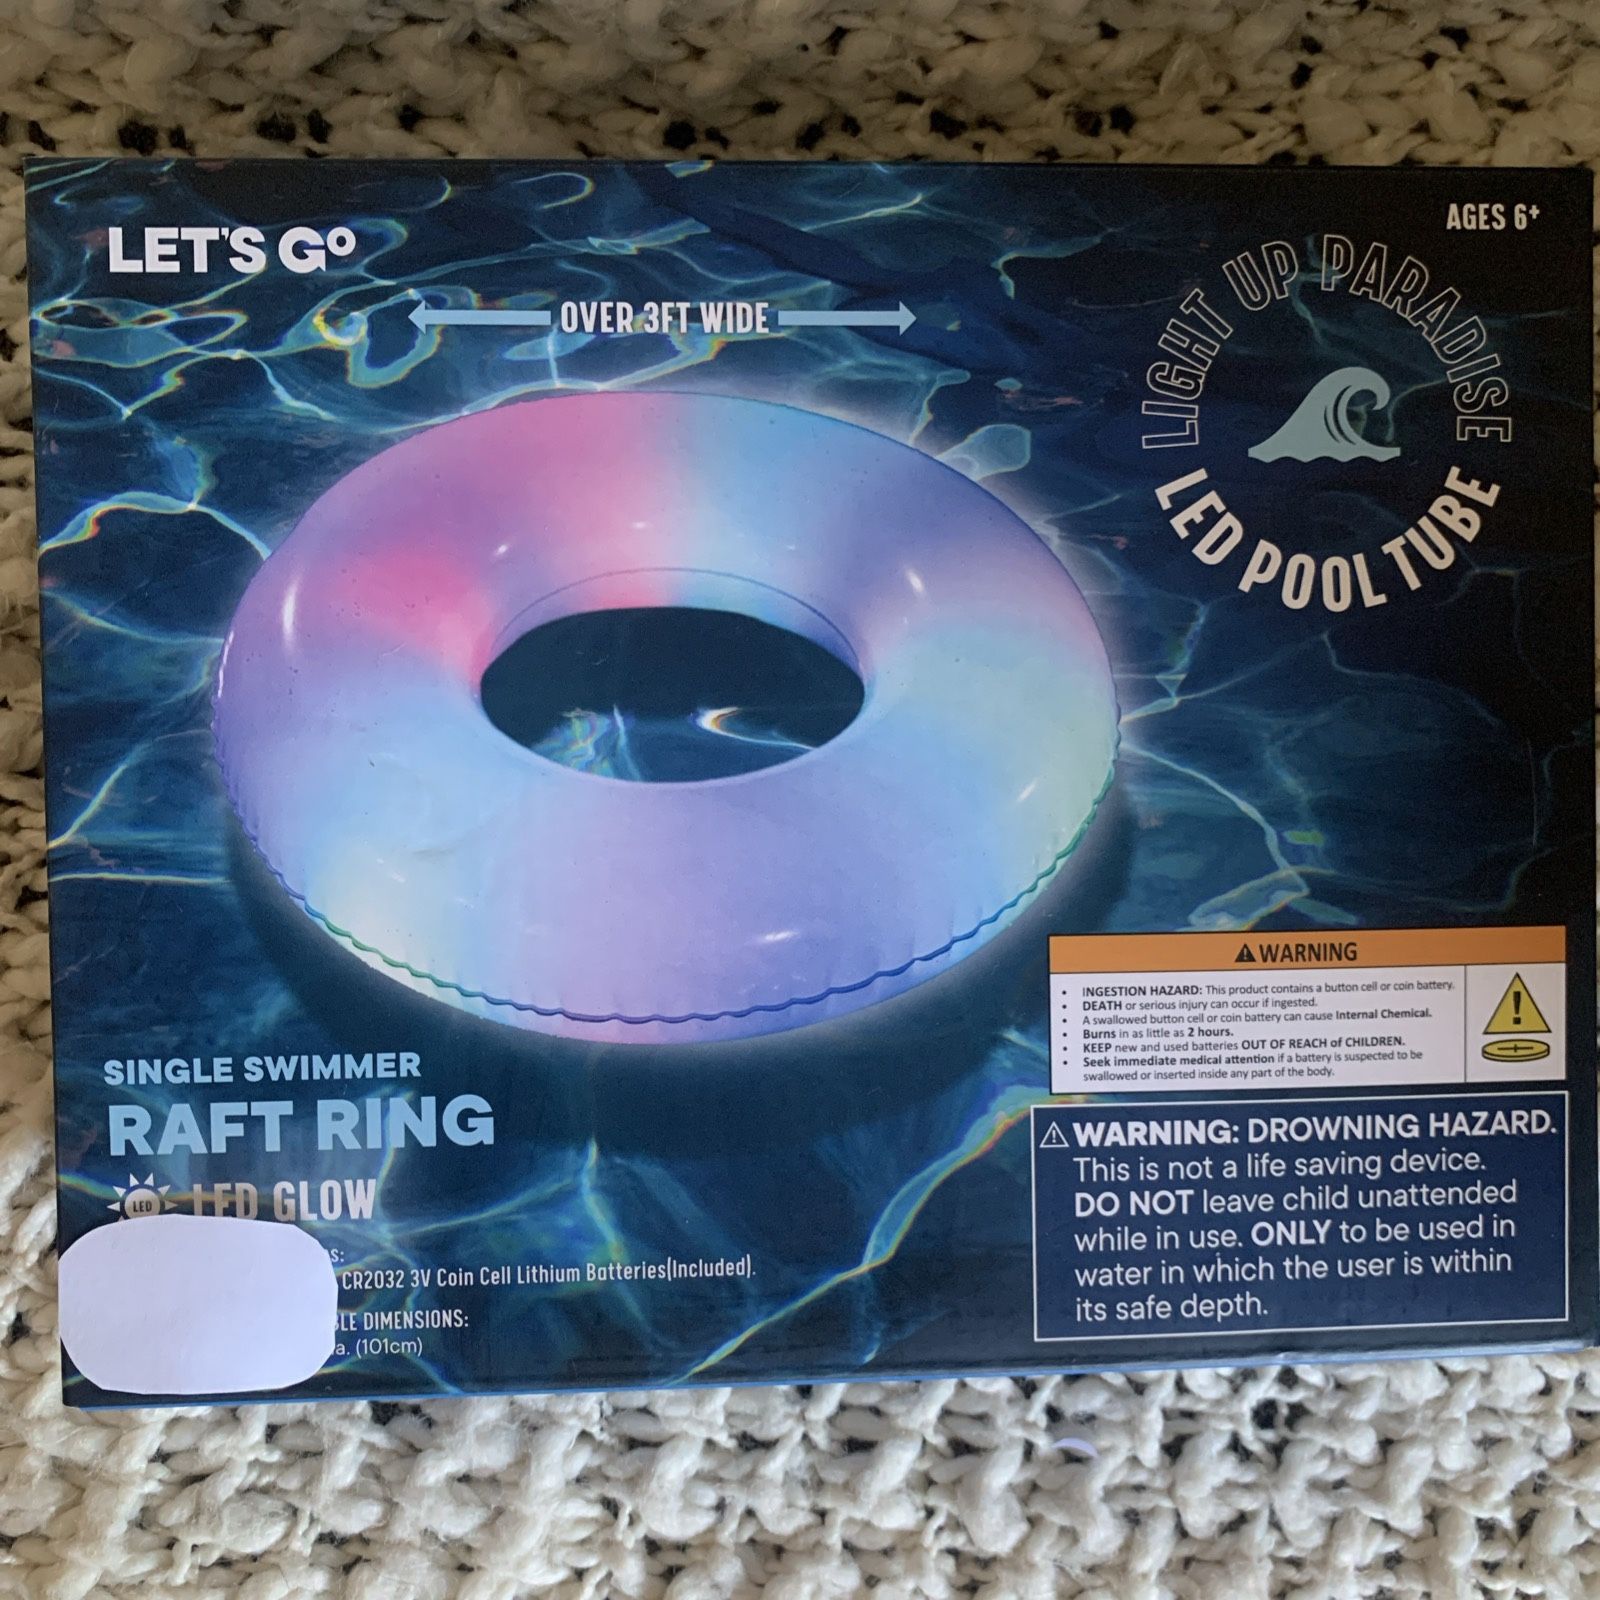 LET'S GO
AGES 6+
OVER 3FT WIDE
LIGHT UP PARADISE
LED POOL TUBE
⚠ WARNING
• INGESTION HAZARD: This product contains a button cell or coin battery.
• DEATH or serious injury can occur if ingested.
• A swallowed button cell or coin battery can cause Internal Chemical.
• Burns in as little as 2 hours.
• KEEP new and used batteries OUT OF REACH of CHILDREN.
• Seek immediate medical attention if a battery is suspected to be
swallowed or inserted inside any part of the body.
SINGLE SWIMMER
RAFT RING
LED
LED GLOW
CR2032 3V Coin Cell Lithium Batteries(Included).
DIMENSIONS:
(101cm)
⚠ WARNING: DROWNING HAZARD.
This is not a life saving device.
DO NOT leave child unattended
while in use. ONLY to be used in
water in which the user is within
its safe depth.